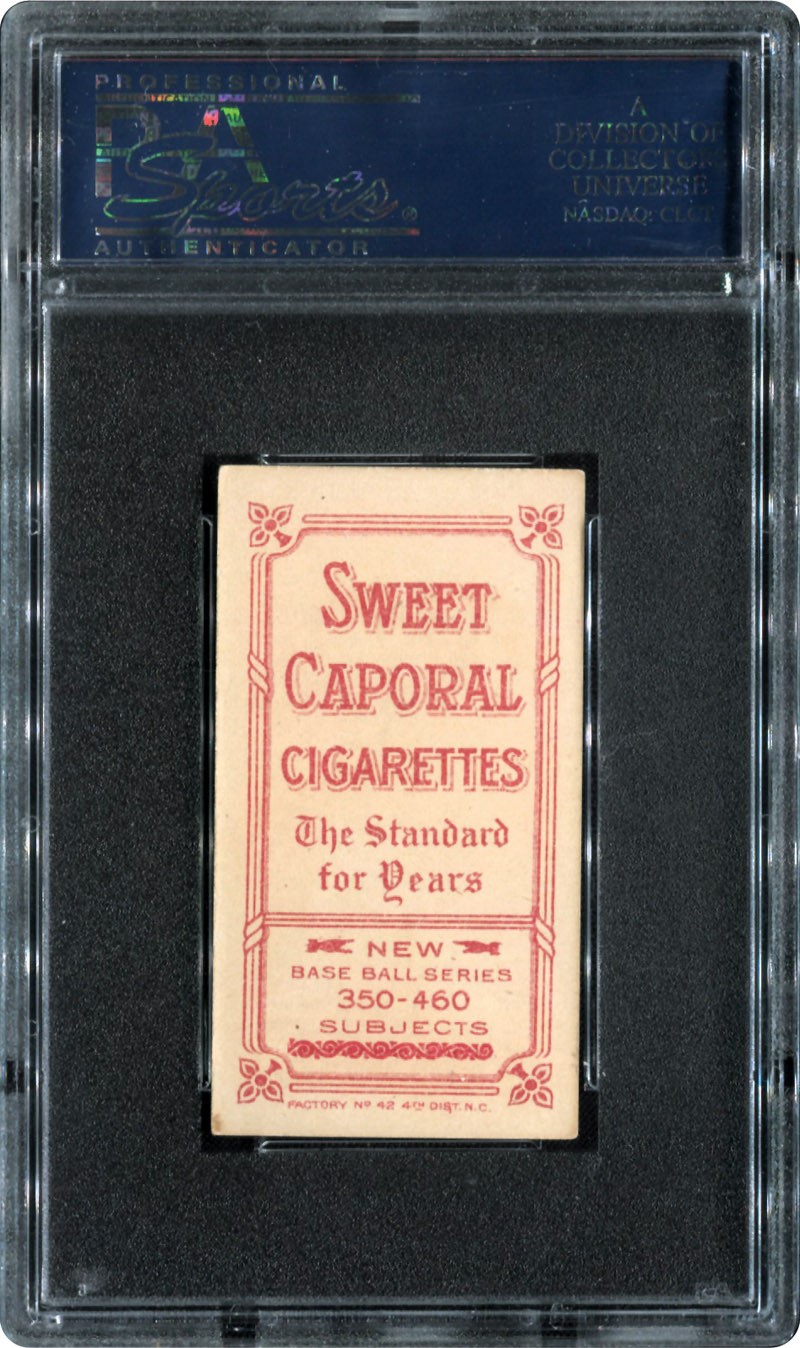 PROFESSIONAL
PSA
Sports®
AUTHENTICATOR
A
DIVISION OF
COLLECTORS
UNIVERSE
NASDAQ: CLCT
SWEET
CAPORAL
CIGARETTES
The Standard
for Years
NEW
BASE BALL SERIES
350-460
SUBJECTS
FACTORY Nº 42 4TH DIST. N.C.